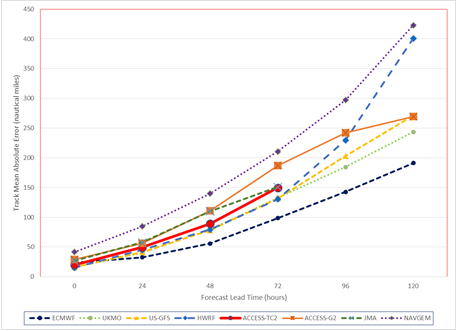 450
400
350
300
250
200
150
100
50
0
Track Mean Absolute Error (nautical miles)
0 24 48 72 96 120
Forecast Lead Time (hours)
ECMWF UKMO US-GFS HWRF ACCESS-TC2 ACCESS-G2 JMA NAVGEM